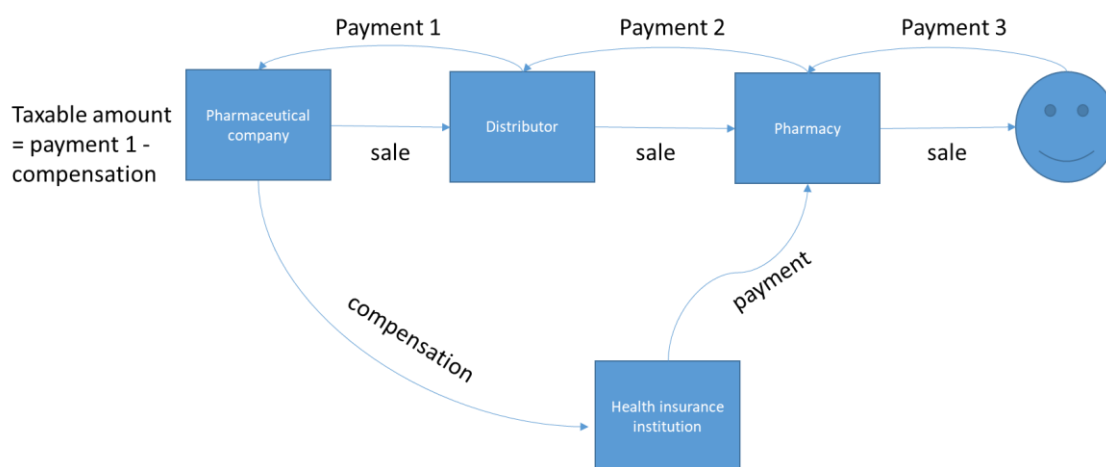 Payment 1
Payment 2
Payment 3
Taxable amount
= payment 1 -
compensation
Pharmaceutical
company
Distributor
Pharmacy
sale
sale
sale
compensation
payment
Health insurance
institution